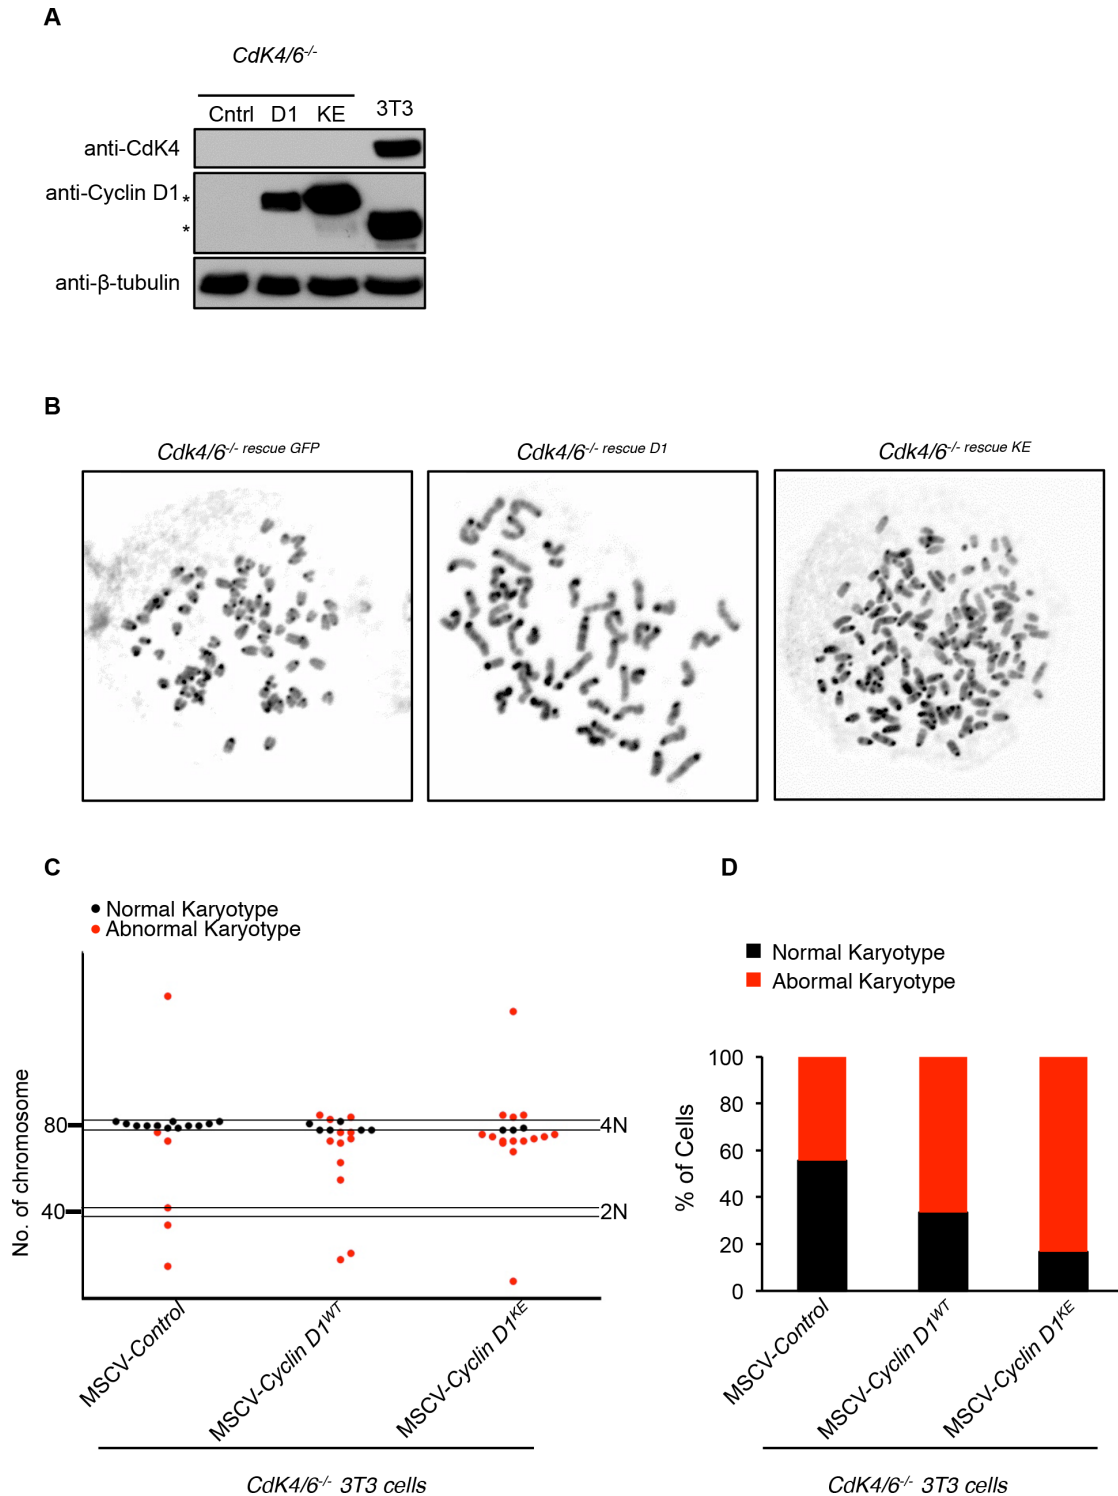 A
CdK4/6-/-
Cntrl D1 KE 3T3
anti-CdK4
anti-Cyclin D1*
*
anti-β-tubulin
B
Cdk4/6-/- rescue GFP
Cdk4/6-/- rescue D1
Cdk4/6-/- rescue KE
C
Normal Karyotype
Abnormal Karyotype
No. of chromosome
80
40
4N
2N
MSCV-Control
MSCV-Cyclin D1WT
MSCV-Cyclin D1KE
CdK4/6-/- 3T3 cells
D
Normal Karyotype
Abormal Karyotype
% of Cells
100
80
60
40
20
0
MSCV-Control
MSCV-Cyclin D1WT
MSCV-Cyclin D1KE
CdK4/6-/- 3T3 cells